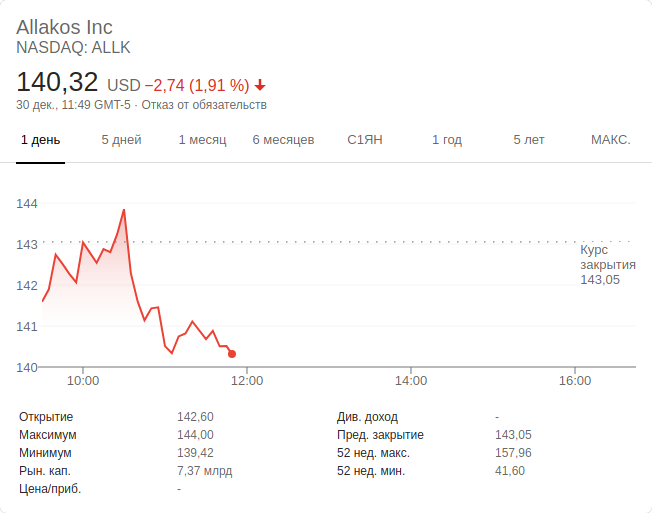 Allakos Inc
NASDAQ: ALLK
140,32 USD −2,74 (1,91 %)
30 дек., 11:49 GMT-5 · Отказ от обязательств
1 день 5 дней 1 месяц 6 месяцев С1ЯН 1 год 5 лет МАКС.
144
143
142
141
140
Курс
закрытия
143,05
10:00 12:00 14:00 16:00
Открытие 142,60 Див. доход -
Максимум 144,00 Пред. закрытие 143,05
Минимум 139,42 52 нед. макс. 157,96
Рын. кап. 7,37 млрд 52 нед. мин. 41,60
Цена/приб. -